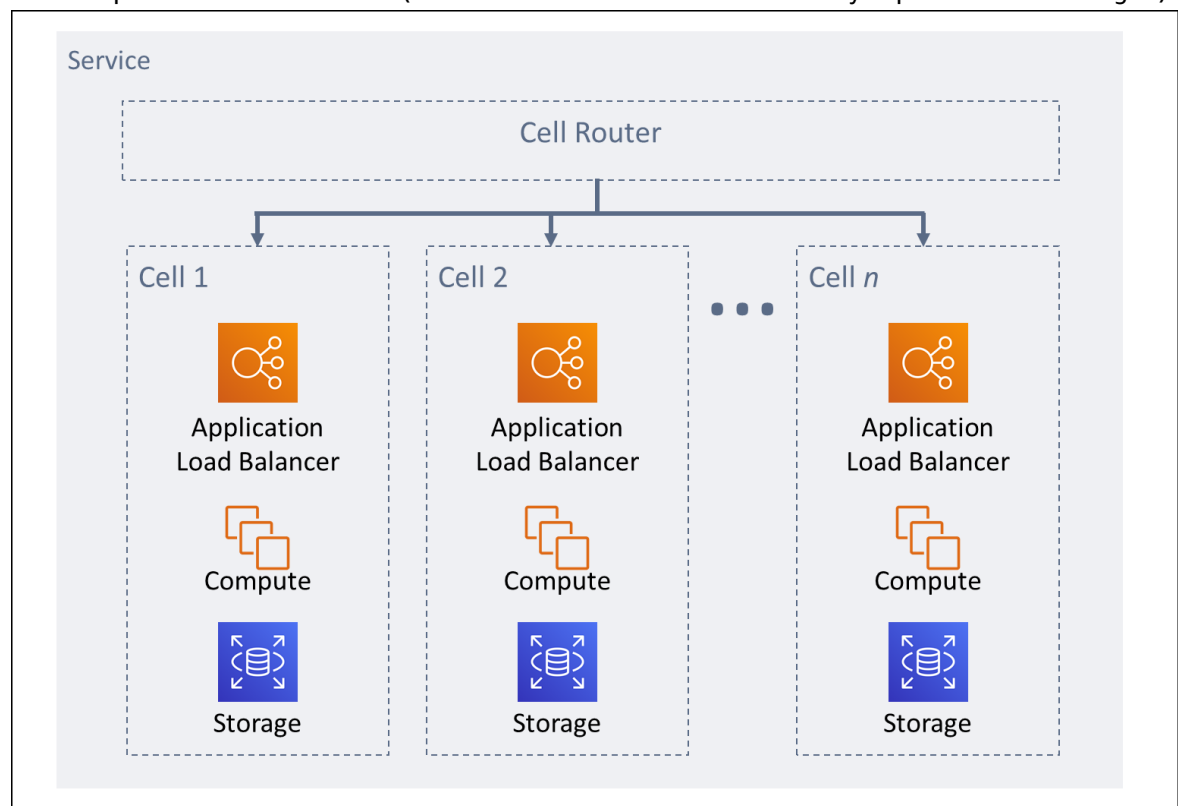 Service
Cell Router
Cell 1
Cell 2
Cell n
Application
Load Balancer
Compute
Storage
Application
Load Balancer
Compute
Storage
Application
Load Balancer
Compute
Storage